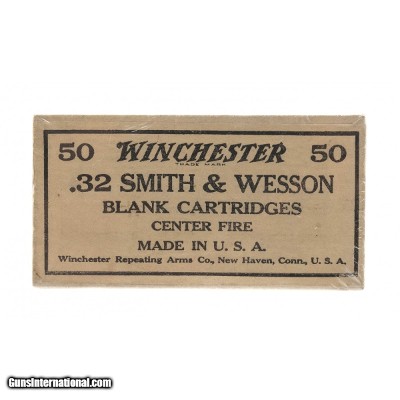 50 WINCHESTER 50
TRADE MARK
.32 SMITH & WESSON
BLANK CARTRIDGES
CENTER FIRE
MADE IN U. S. A.
Winchester Repeating Arms Co., New Haven, Conn., U. S. A.
GunsInternational.com